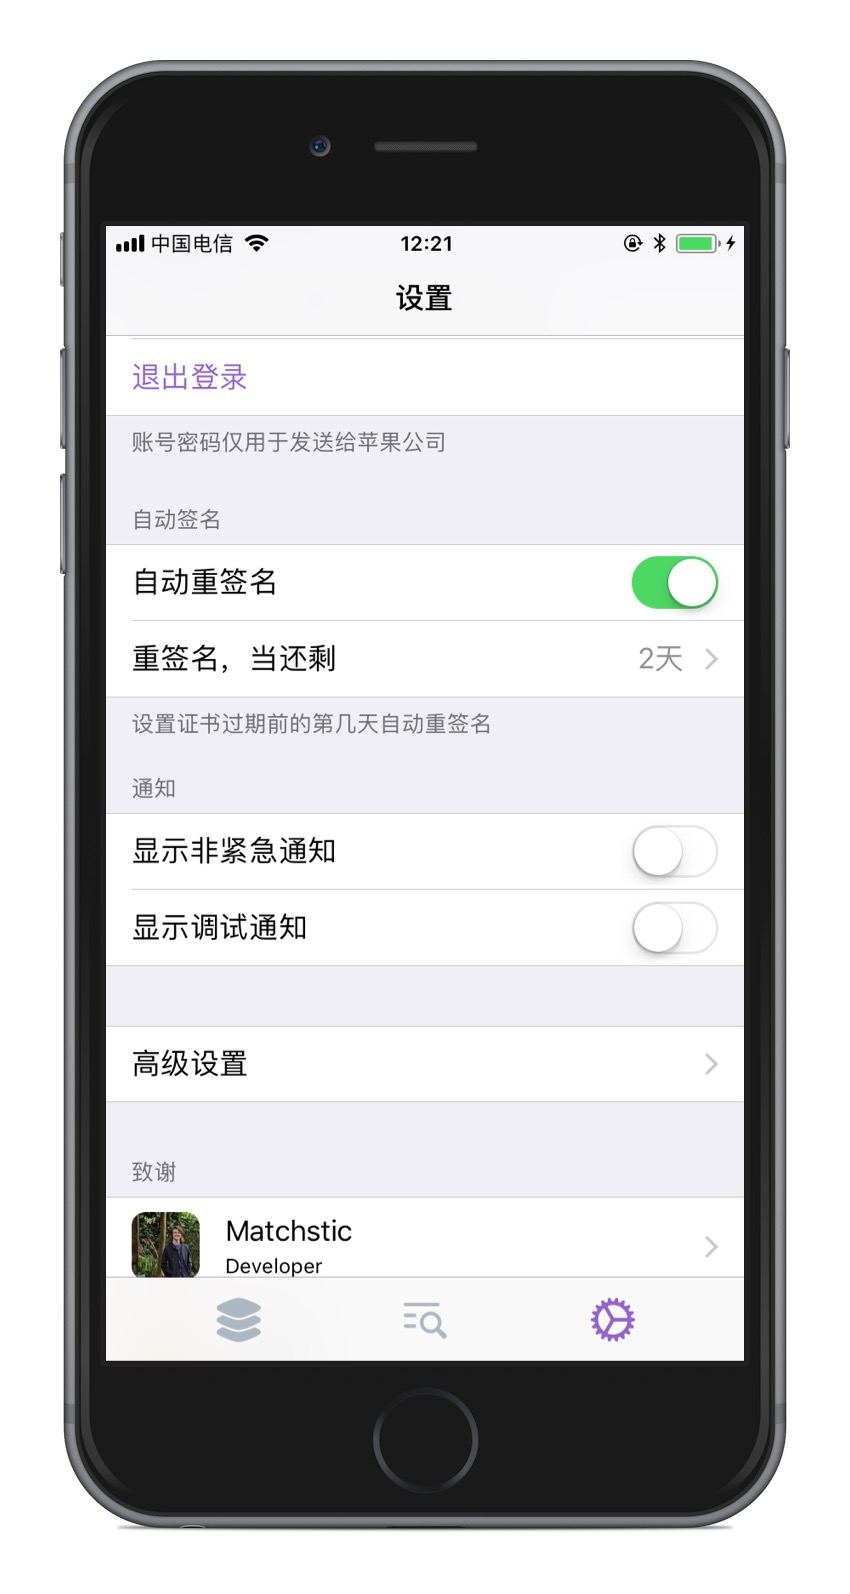 中国电信
12:21
设置
退出登录
账号密码仅用于发送给苹果公司
自动签名
自动重签名
重签名，当还剩 2天
设置证书过期前的第几天自动重签名
通知
显示非紧急通知
显示调试通知
高级设置
致谢
Matchstic
Developer